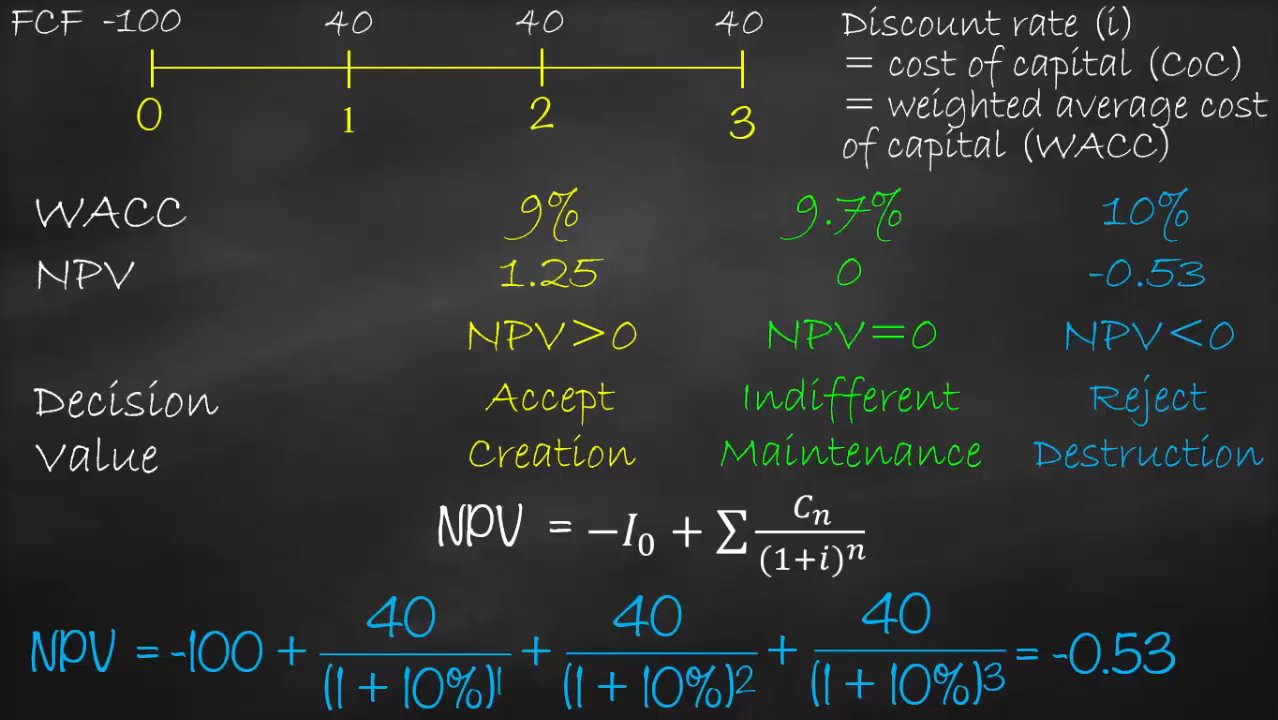 FCF -100 40 40 40
0 1 2 3
Discount rate (i)
= cost of capital (CoC)
= weighted average cost
of capital (WACC)
WACC 9% 9.7% 10%
NPV 1.25 0 -0.53
NPV>0 NPV=0 NPV<0
Decision Accept Indifferent Reject
Value Creation Maintenance Destruction
NPV = −I₀ + ∑ Cₙ/(1+i)ⁿ
NPV = -100 + 40/(1 + 10%)¹ + 40/(1 + 10%)² + 40/(1 + 10%)³ = -0.53